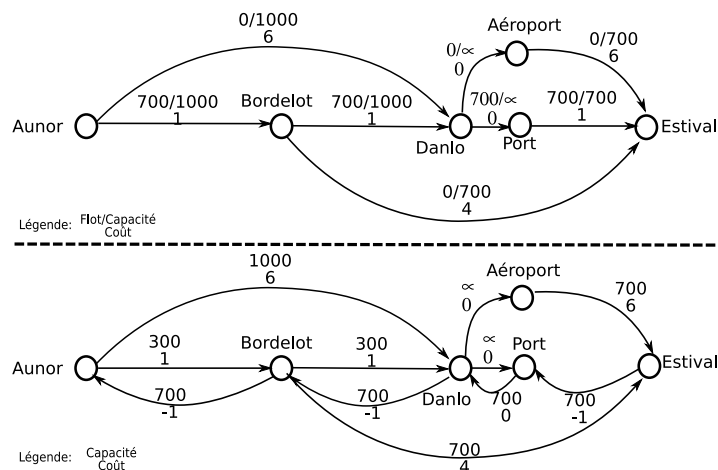 0/1000
6
Aéroport
0/∝
0
0/700
6
Aunor
700/1000
1
Bordelot
700/1000
1
700/∝
0
700/700
1
Danlo
Port
Estival
0/700
4
Légende: Flot/Capacité
Coût
1000
6
Aéroport
∝
0
700
6
Aunor
300
1
Bordelot
300
1
∝
0
Port
Estival
700
-1
700
-1
Danlo
700
0
700
-1
700
4
Légende: Capacité
Coût